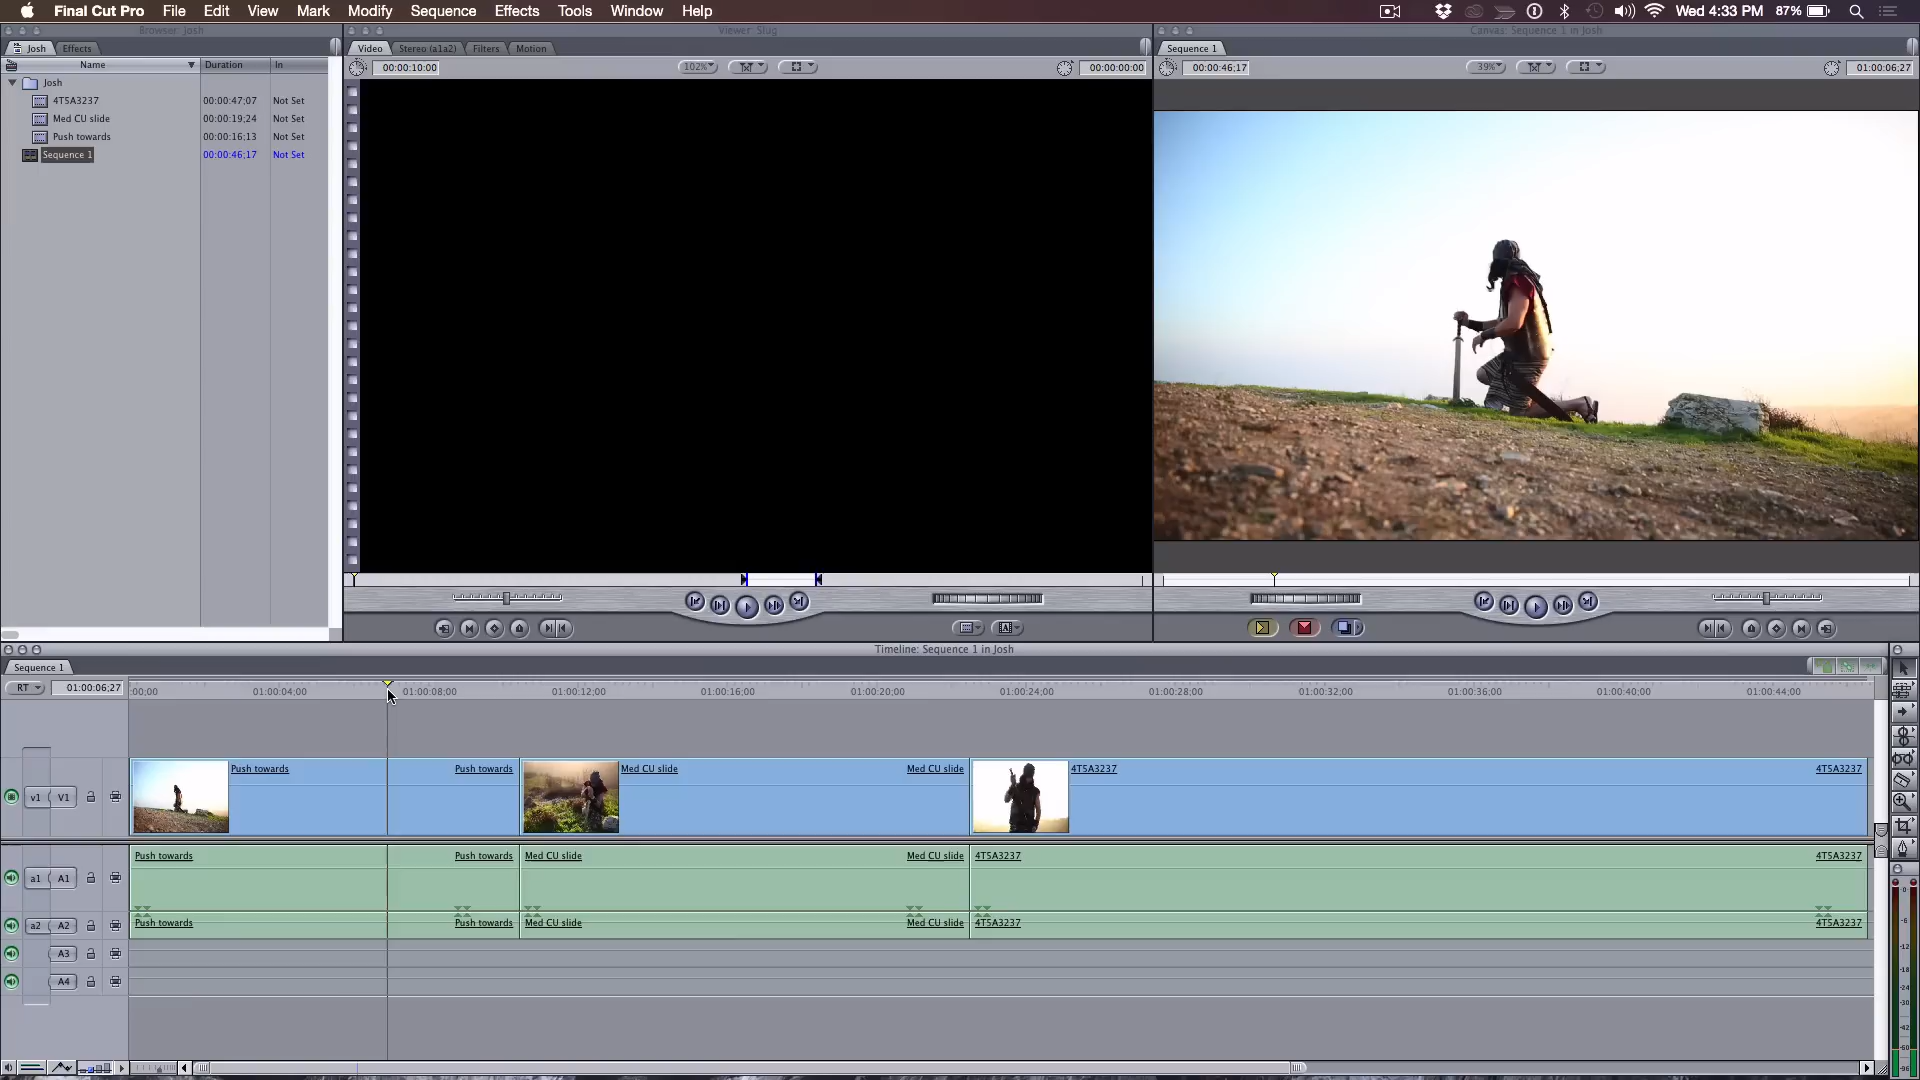 Final Cut Pro File Edit View Mark Modify Sequence Effects Tools Window Help Wed 4:33 PM 87%
Browser: Josh
Viewer: Slug
Canvas: Sequence 1 in Josh
Josh Effects
Video Stereo (a1a2) Filters Motion
Sequence 1
Name Duration In
00:00:10:00 102% 00:00:00:00
00:00:46;17 39% 01:00:06;27
Josh
4T5A3237 00:00:47;07 Not Set
Med CU slide 00:00:19;24 Not Set
Push towards 00:00:16;13 Not Set
Sequence 1 00:00:46;17 Not Set
Timeline: Sequence 1 in Josh
Sequence 1
RT 01:00:06;27 :00;00 01:00:04;00 01:00:08;00 01:00:12;00 01:00:16;00 01:00:20;00 01:00:24;00 01:00:28;00 01:00:32;00 01:00:36;00 01:00:40;00 01:00:44;00
Push towards Push towards Med CU slide Med CU slide 4T5A3237 4T5A3237
v1 V1
Push towards Push towards Med CU slide Med CU slide 4T5A3237 4T5A3237
a1 A1
Push towards Push towards Med CU slide Med CU slide 4T5A3237 4T5A3237
a2 A2
A3
A4
0
-6
-12
-18
-24
-30
-42
-60
-96